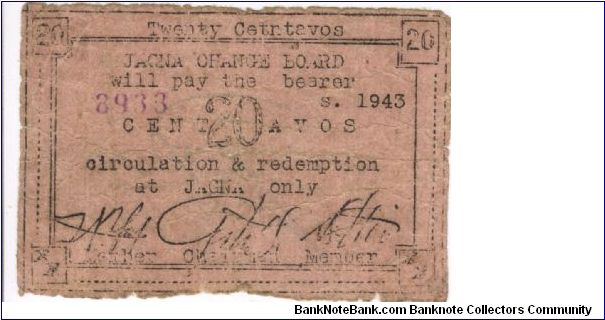 20 Twenty Cetntavos 20
JAGNA CHANGE BOARD
will pay the bearer
8933 s. 1943
20
CENTAVOS
circulation & redemption
at JAGNA only
Member Chairman Member
BankNoteBank.com Banknote Collectors Community